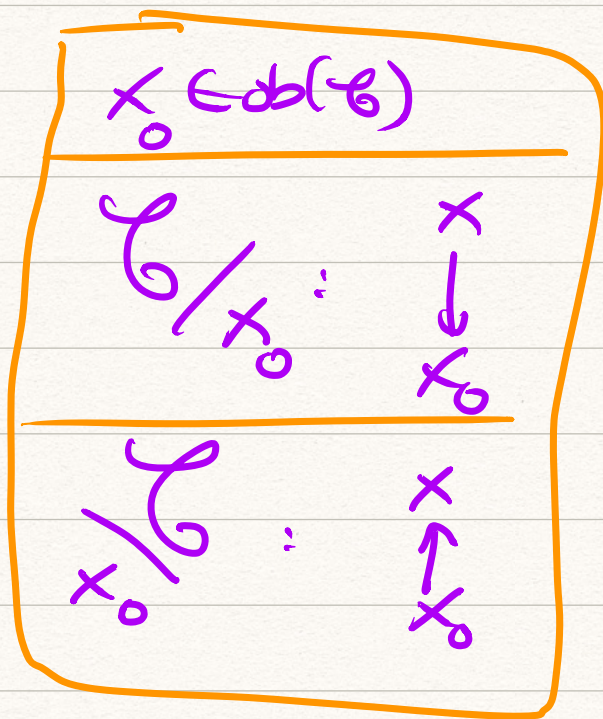 X₀ ∈ ob(𝒞)
𝒞/X₀ : X ↓ X₀
X₀\𝒞 : X ↑ X₀